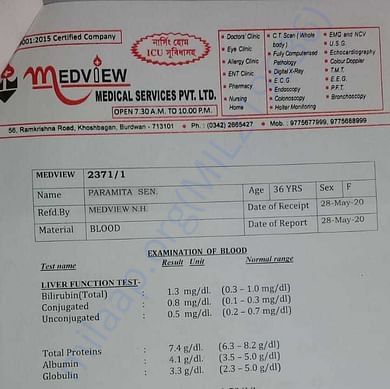 9001:2015 Certified Company
নার্সিং হোম
ICU সুবিধাসহ
MEDVIEW
MEDICAL SERVICES PVT. LTD.
OPEN 7.30 A.M. TO 10.00 P.M.
Doctors' Clinic
Eye Clinic
Allergy Clinic
ENT Clinic
Pharmacy
Nursing Home
C.T. Scan ( Whole body )
Fully Computerised Pathology
Digital X-Ray
E.C.G.
Endoscopy
Colonoscopy
Holter Monitoring
EMG and NCV
U.S.G.
Echocardiography
Colour Doppler
T.M.T.
E.E.G.
P.F.T.
Bronchoscopy
56, Ramkrishna Road, Khoshbagan, Burdwan - 713101 • Ph. : (0342) 2665427 • Mob. : 9775677999, 9775688999
MEDVIEW 2371/1
Name PARAMITA SEN. Age 36 YRS Sex F
Refd.By MEDVIEW N.H. Date of Receipt 28-May-20
Material BLOOD Date of Report 28-May-20
EXAMINATION OF BLOOD
Test name Result Unit Normal range
LIVER FUNCTION TEST-
Bilirubin(Total) : 1.3 mg/dl. (0.3 – 1.0 mg/dl)
Conjugated : 0.8 mg/dl. (0.1 – 0.3 mg/dl)
Unconjugated : 0.5 mg/dl. (0.2 – 0.7 mg/dl)
Total Proteins : 7.4 g/dl. (6.3 – 8.2 g/dl)
Albumin : 4.1 g/dl. (3.5 – 5.0 g/dl)
Globulin : 3.3 g/dl. (2.3 – 5.0 g/dl)